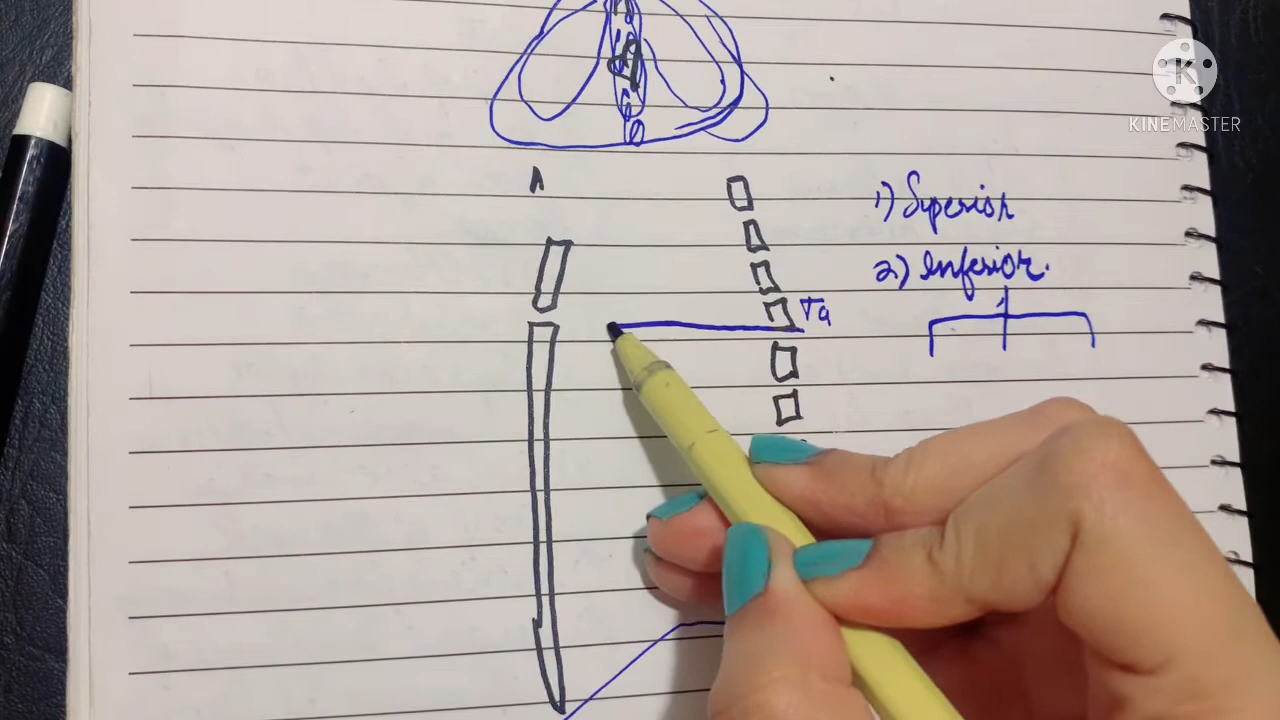 K
KINEMASTER
A
1) Superior
2) Inferior.
T4